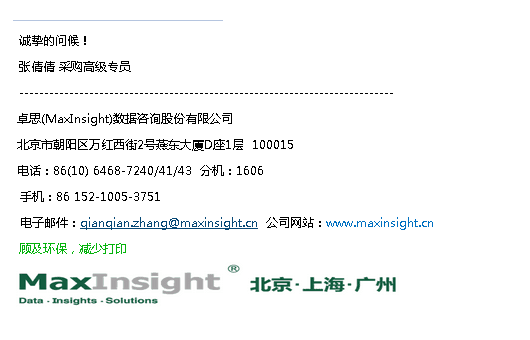 诚挚的问候！
张倩倩 采购高级专员
--------------------------------------------------------------------------
卓思(MaxInsight)数据咨询股份有限公司
北京市朝阳区万红西街2号燕东大厦D座1层 100015
电话：86(10) 6468-7240/41/43 分机：1606
手机：86 152-1005-3751
电子邮件：qianqian.zhang@maxinsight.cn 公司网站：www.maxinsight.cn
顾及环保，减少打印
MaxInsight® 北京·上海·广州
Data · Insights · Solutions